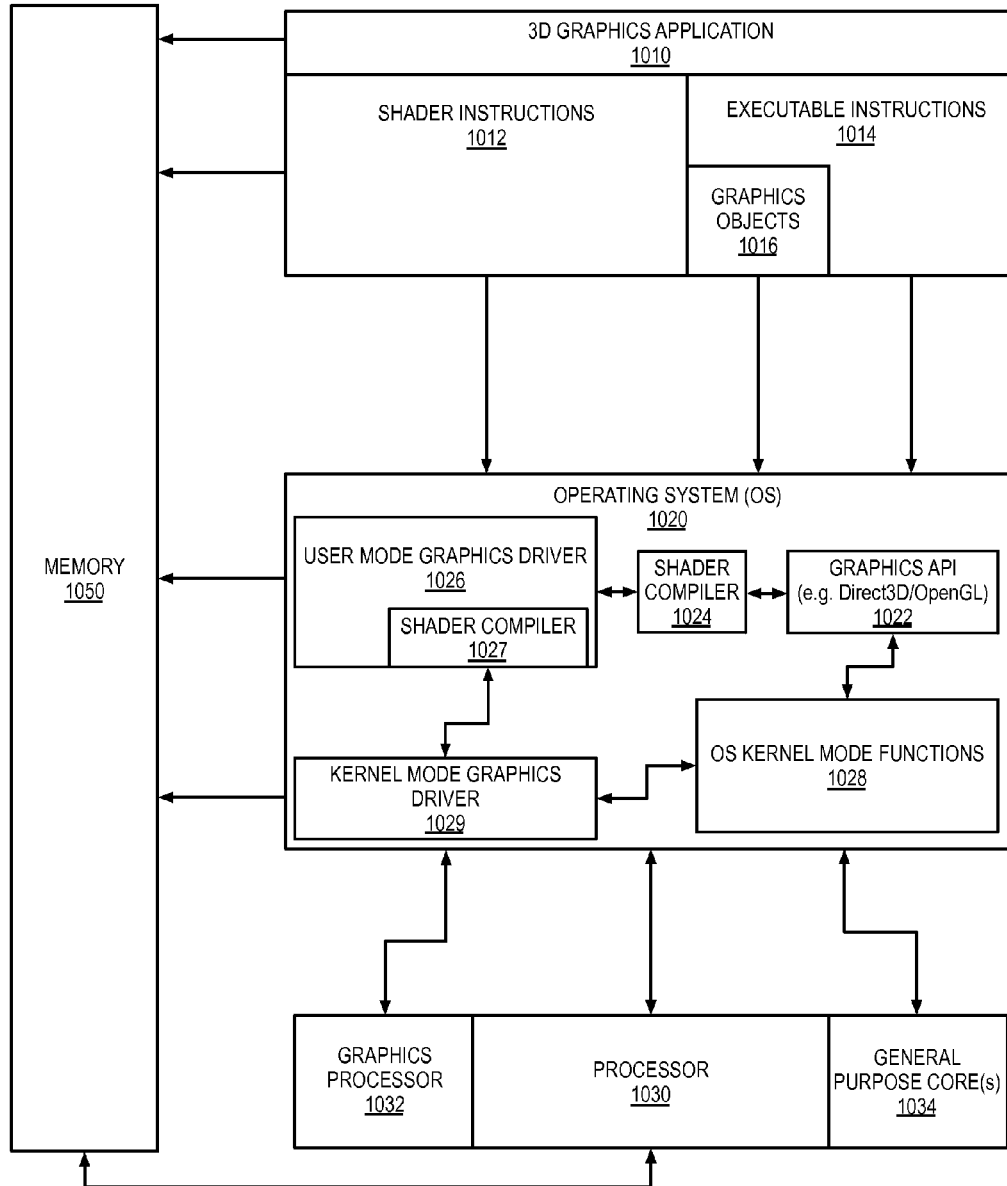 3D GRAPHICS APPLICATION
1010
SHADER INSTRUCTIONS
1012
EXECUTABLE INSTRUCTIONS
1014
GRAPHICS
OBJECTS
1016
OPERATING SYSTEM (OS)
1020
USER MODE GRAPHICS DRIVER
1026
SHADER COMPILER
1027
SHADER
COMPILER
1024
GRAPHICS API
(e.g. Direct3D/OpenGL)
1022
MEMORY
1050
KERNEL MODE GRAPHICS
DRIVER
1029
OS KERNEL MODE FUNCTIONS
1028
GRAPHICS
PROCESSOR
1032
PROCESSOR
1030
GENERAL
PURPOSE CORE(s)
1034